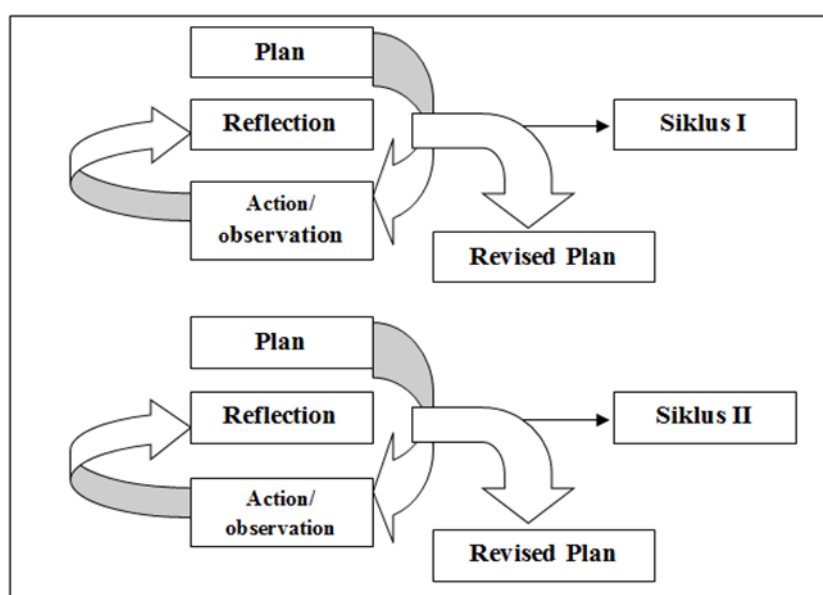 Plan
Reflection
Siklus I
Action/
observation
Revised Plan
Plan
Reflection
Siklus II
Action/
observation
Revised Plan